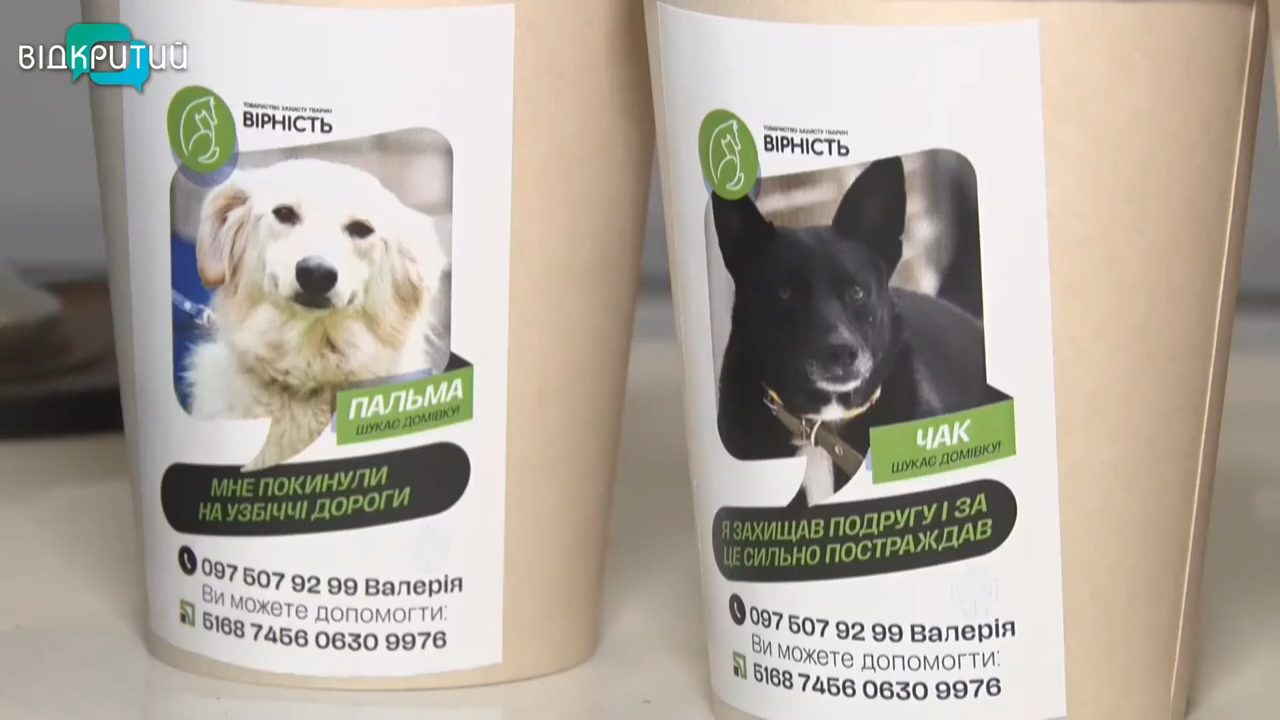 ВІДКРИТИЙ
ТОВАРИСТВО ЗАХИСТУ ТВАРИН
ВІРНІСТЬ
ПАЛЬМА
ШУКАЄ ДОМІВКУ!
МНЕ ПОКИНУЛИ
НА УЗБІЧЧІ ДОРОГИ
097 507 92 99 Валерія
Ви можете допомогти:
5168 7456 0630 9976
ТОВАРИСТВО ЗАХИСТУ ТВАРИН
ВІРНІСТЬ
ЧАК
ШУКАЄ ДОМІВКУ!
Я ЗАХИЩАВ ПОДРУГУ І ЗА
ЦЕ СИЛЬНО ПОСТРАЖДАВ
097 507 92 99 Валерія
Ви можете допомогти:
5168 7456 0630 9976